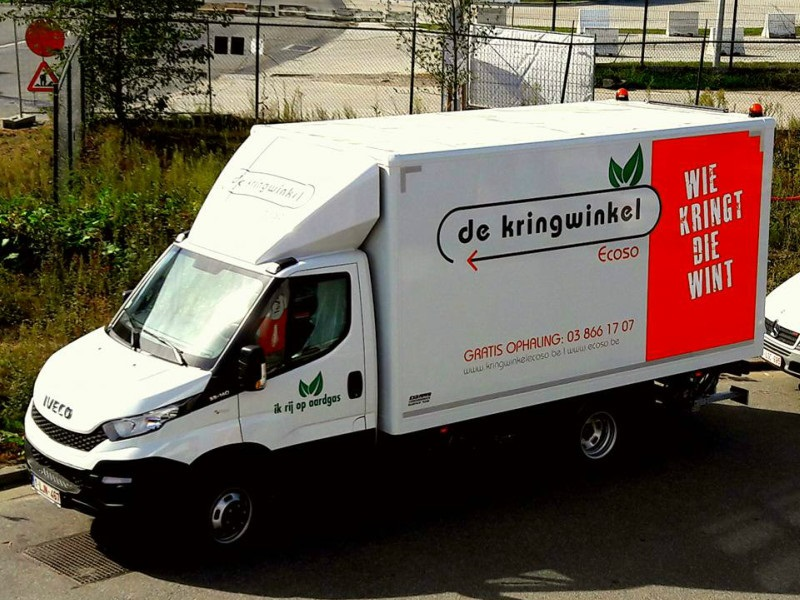 de kringwinkel
de kringwinkel
Ecoso
WIE
KRINGT
DIE
WINT
GRATIS OPHALING: 03 866 17 07
www.kringwinkelecoso.be | www.ecoso.be
ik rij op aardgas
IVECO